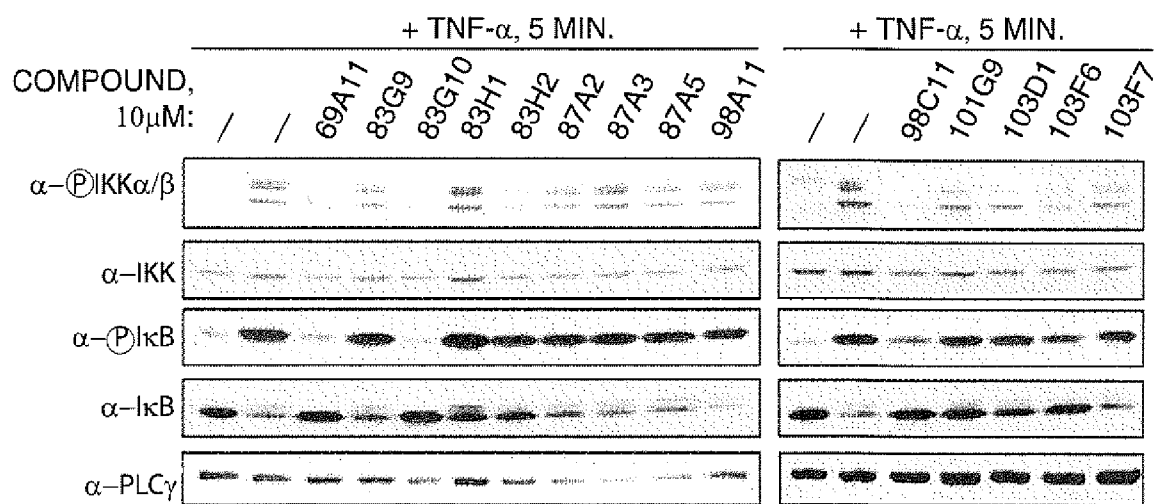 + TNF-α, 5 MIN. + TNF-α, 5 MIN.
COMPOUND,
10μM: / / 69A11 83G9 83G10 83H1 83H2 87A2 87A3 87A5 98A11 / / 98C11 101G9 103D1 103F6 103F7
α–ⓅIKKα/β
α–IKK
α–ⓅIκB
α–IκB
α–PLCγ